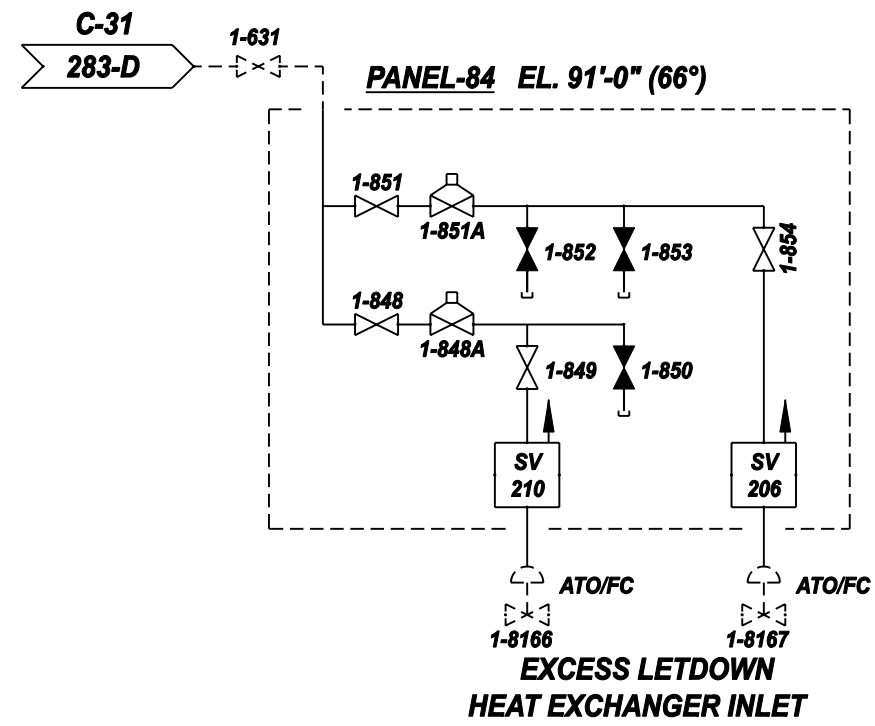 C-31
283-D
1-631
PANEL-84 EL. 91'-0" (66°)
1-851
1-851A
1-852
1-853
1-854
1-848
1-848A
1-849
1-850
SV
210
SV
206
ATO/FC
ATO/FC
1-8166
1-8167
EXCESS LETDOWN
HEAT EXCHANGER INLET